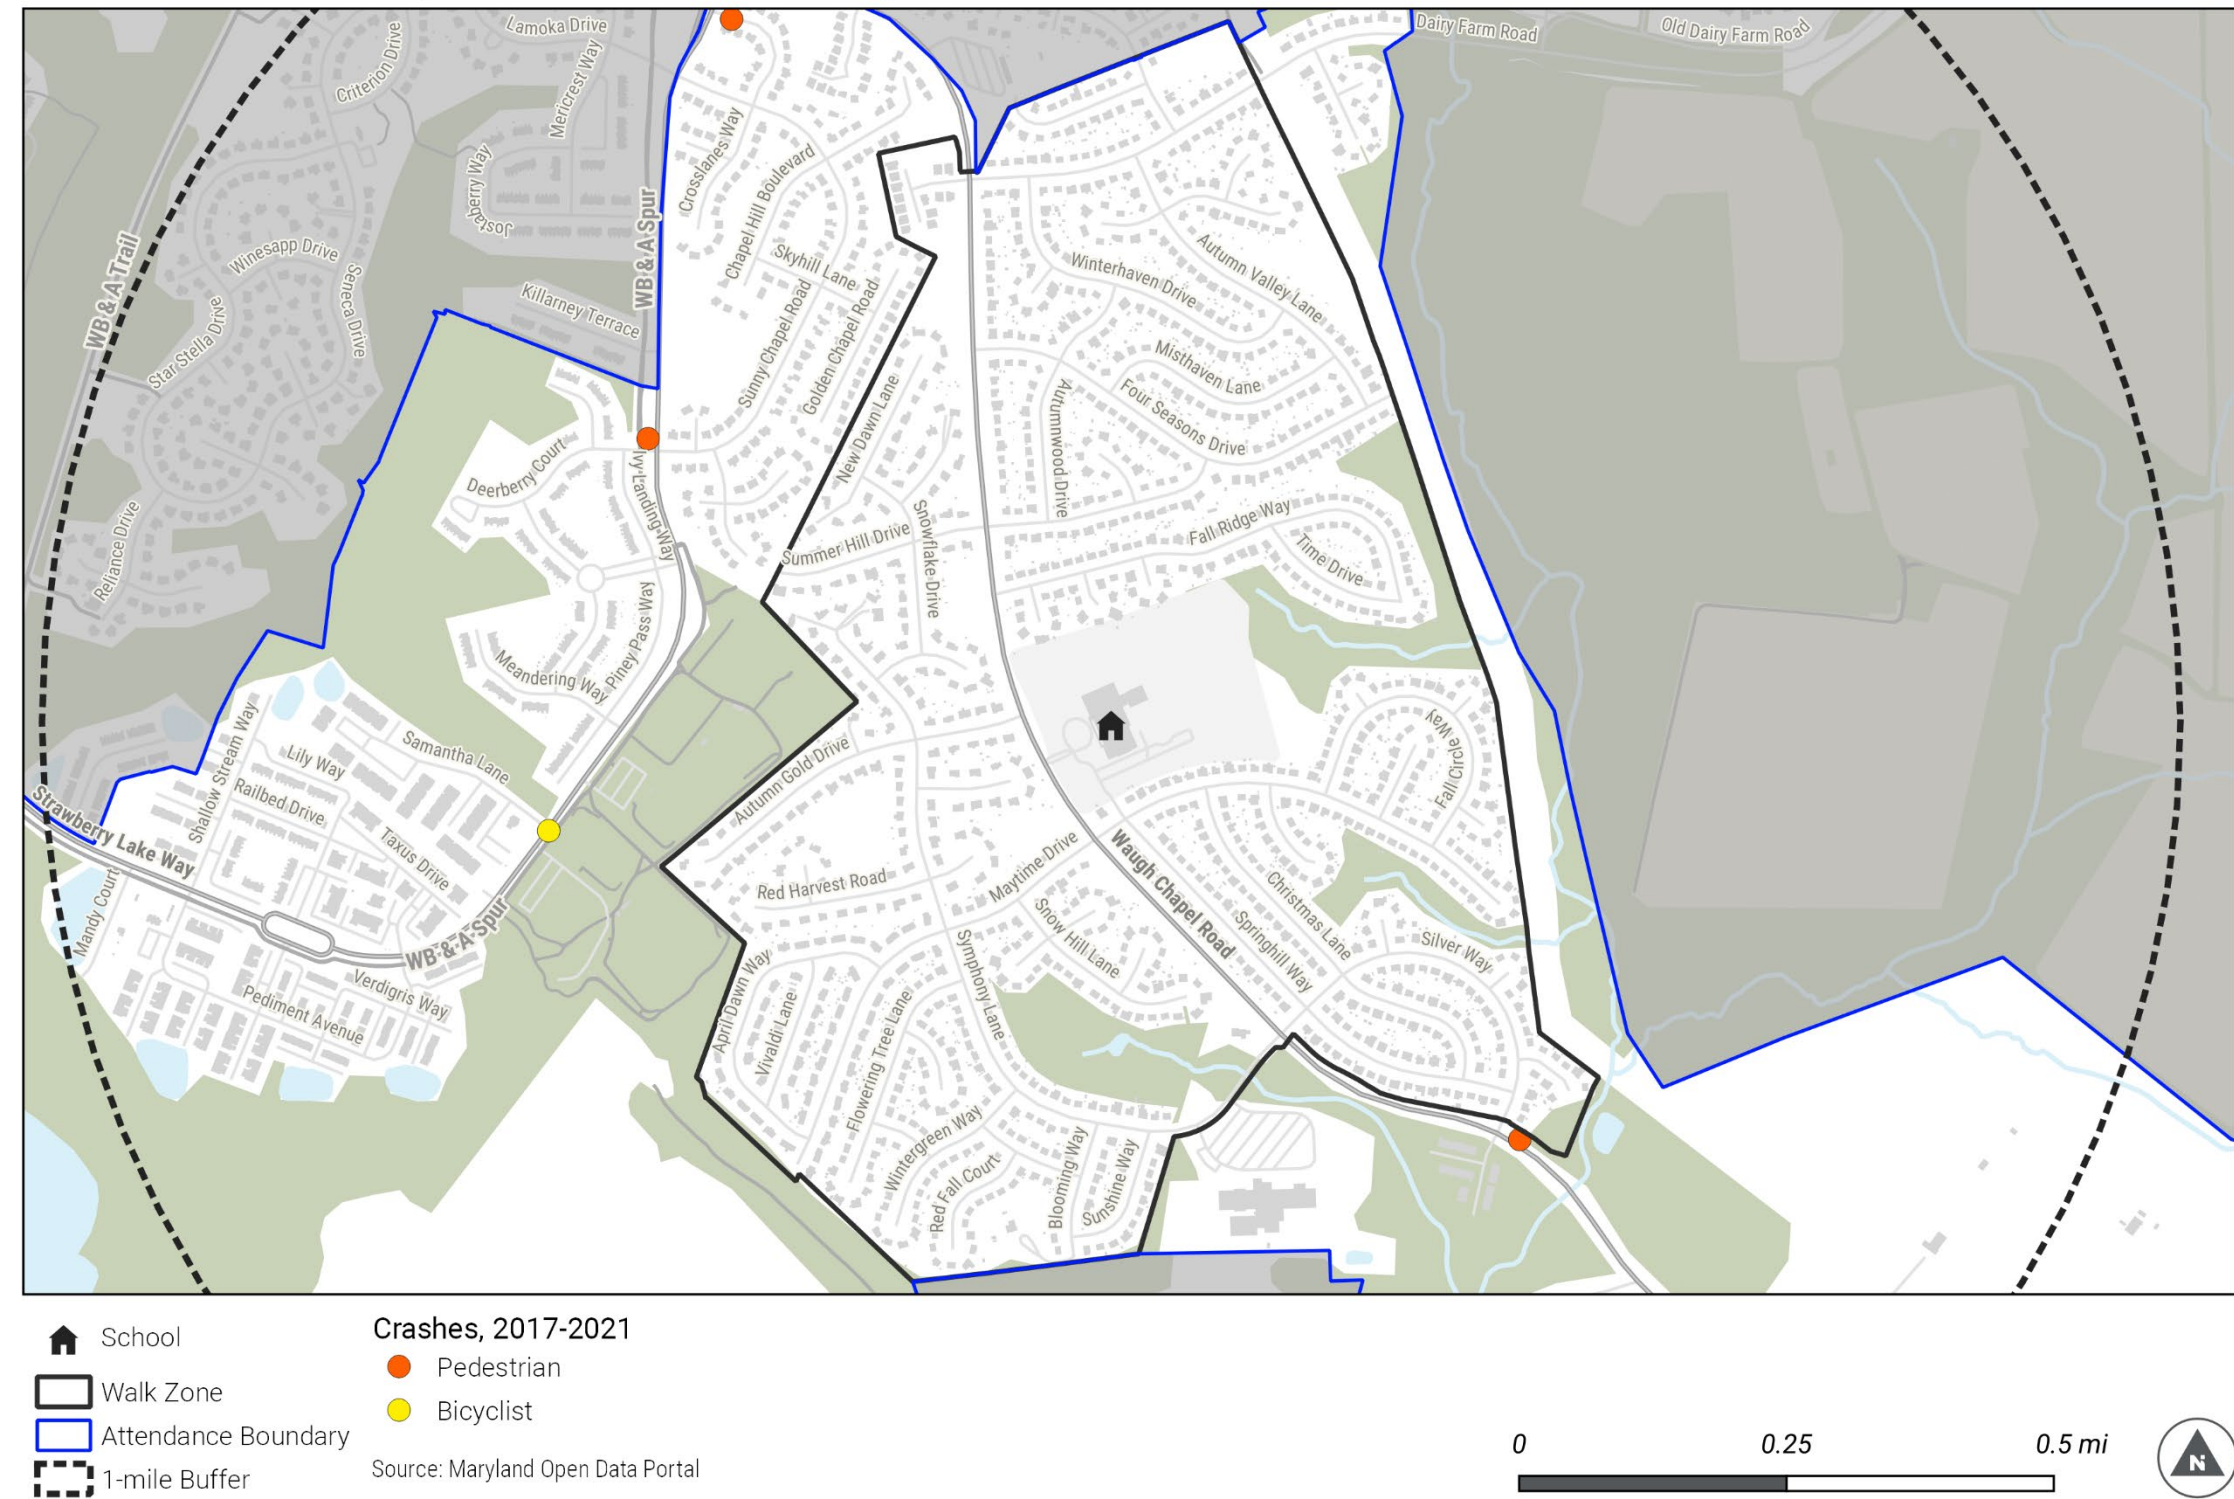 Lamoka Drive
Dairy Farm Road
Old Dairy Farm Road
Criterion Drive
Mericrest Way
Jostaberry Way
Crosslanes Way
Chapel Hill Boulevard
WB & A Trail
WB & A Spur
Winesapp Drive
Seneca Drive
Star Stella Drive
Killarney Terrace
Skyhill Lane
Sunny Chapel Road
Golden Chapel Road
Winterhaven Drive
Autumn Valley Lane
Misthaven Lane
Four Seasons Drive
Autumnwood Drive
New Dawn Lane
Deerberry Court
Ivy Landing Way
Reliance Drive
Summer Hill Drive
Snowflake Drive
Fall Ridge Way
Time Drive
Piney Pass Way
Meandering Way
Shallow Stream Way
Samantha Lane
Lily Way
Railbed Drive
Taxus Drive
Autumn Gold Drive
Fall Circle Way
Strawberry Lake Way
Mandy Court
Red Harvest Road
Maytime Drive
Waugh Chapel Road
Christmas Lane
Springhill Way
Silver Way
Snow Hill Lane
Symphony Lane
WB & A Spur
Verdigris Way
Pediment Avenue
April Dawn Way
Vivaldi Lane
Flowering Tree Lane
Wintergreen Way
Red Fall Court
Blooming Way
Sunshine Way
School
Walk Zone
Attendance Boundary
1-mile Buffer
Crashes, 2017-2021
Pedestrian
Bicyclist
Source: Maryland Open Data Portal
0 0.25 0.5 mi
N